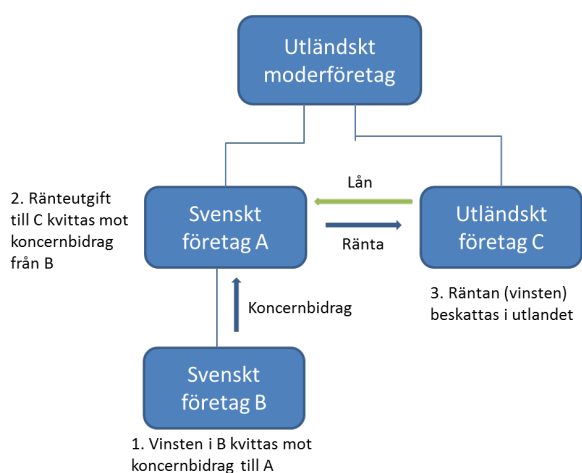 Utländskt
moderföretag
2. Ränteutgift
till C kvittas mot
koncernbidrag
från B
Svenskt
företag A
Lån
Ränta
Utländskt
företag C
Koncernbidrag
3. Räntan (vinsten)
beskattas i utlandet
Svenskt
företag B
1. Vinsten i B kvittas mot
koncernbidrag till A